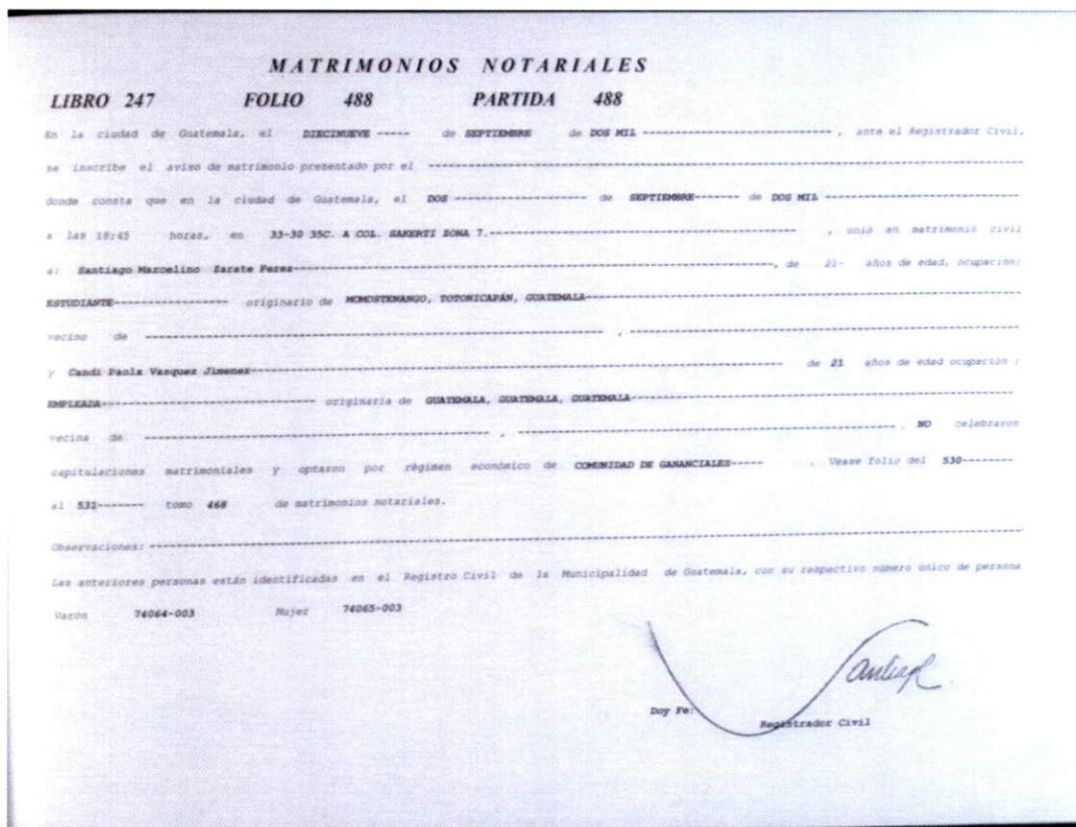 MATRIMONIOS NOTARIALES
LIBRO 247 FOLIO 488 PARTIDA 488
En la ciudad de Guatemala, el DIECINUEVE ----- de SEPTIEMBRE de DOS MIL ------------------------------, ante el Registrador Civil,
se inscribe el aviso de matrimonio presentado por el ------------------------------
donde consta que en la ciudad de Guatemala, el DOS -------------------- de SEPTIEMBRE------- de DOS MIL ------------------------------
a las 18:45 horas, en 33-30 35C. A COL. SAKERTI ZONA 7.------------------------------ , unió en matrimonio civil
a: Santiago Marcelino Zarate Perez------------------------------, de 21- años de edad, ocupación:
ESTUDIANTE----------------- originario de MOMOSTENANGO, TOTONICAPÁN, GUATEMALA------------------------------
vecino de ------------------------------ , ------------------------------
y Candi Paola Vasquez Jimenez------------------------------ de 21 años de edad ocupación :
EMPLEADA------------------------------ originaria de GUATEMALA, GUATEMALA, GUATEMALA------------------------------
vecina de ------------------------------ , ------------------------------ . NO celebraron
capitulaciones matrimoniales y optaron por régimen económico de COMUNIDAD DE GANANCIALES----- . Vease folio del 530--------
al 531------- tomo 468 de matrimonios notariales.
Observaciones: ------------------------------
Las anteriores personas están identificadas en el Registro Civil de la Municipalidad de Guatemala, con su respectivo número único de persona
Varón 74064-003 Mujer 74065-003
Doy Fe:
Registrador Civil